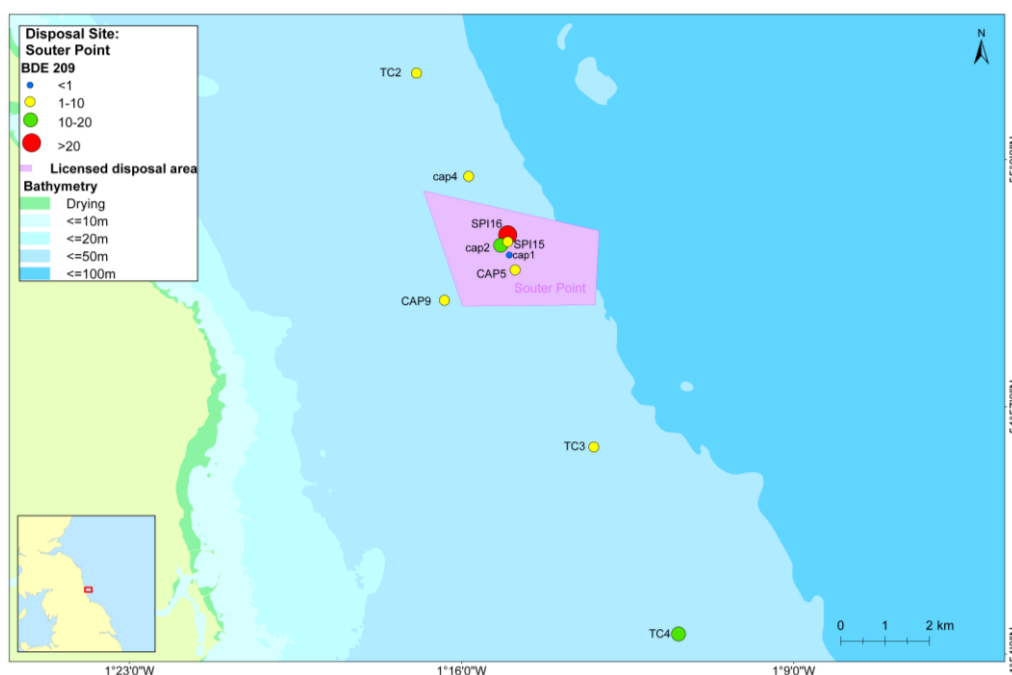 Disposal Site:
Souter Point
BDE 209
<1
1-10
10-20
>20
Licensed disposal area
Bathymetry
Drying
<=10m
<=20m
<=50m
<=100m
N
TC2
cap4
SPI16
SPI15
cap2
cap1
CAP5
Souter Point
CAP9
TC3
TC4
0 1 2 km
1°23'0"W
1°16'0"W
1°9'0"W